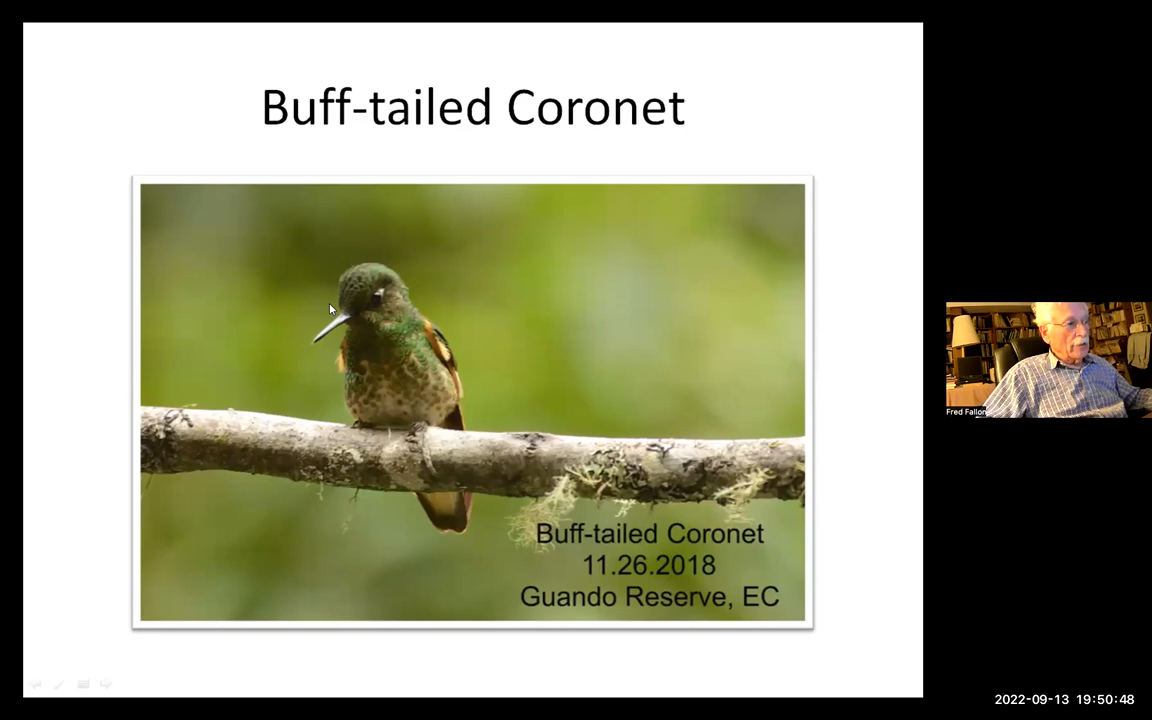 Buff-tailed Coronet
Buff-tailed Coronet
11.26.2018
Guando Reserve, EC
Fred Fallon
2022-09-13 19:50:48